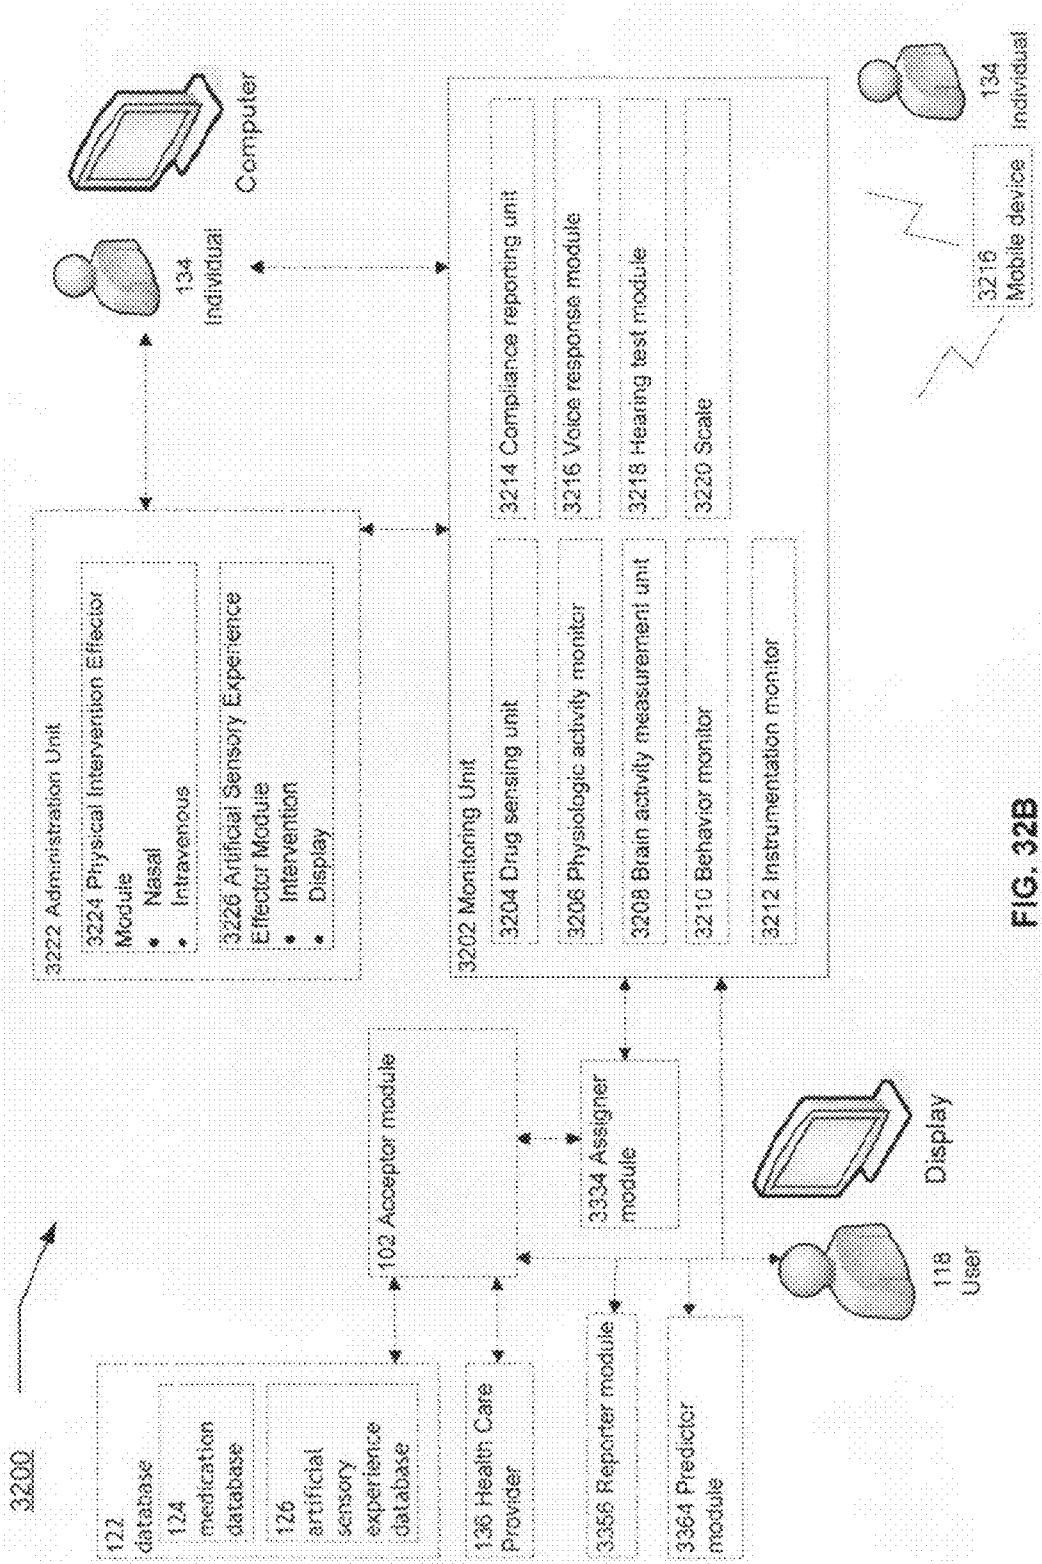 3200
122
database
124
medication
database
126
artificial
sensory
experience
database
136 Health Care
Provider
3356 Reporter module
3364 Predictor
module
102 Acceptor module
3334 Assigner
module
118
User
Display
3222 Administration Unit
3224 Physical Intervention Effector
Module
• Nasal
• Intravenous
3226 Artificial Sensory Experience
Effector Module
• Intervention
• Display
3202 Monitoring Unit
3204 Drug sensing unit
3206 Physiologic activity monitor
3208 Brain activity measurement unit
3210 Behavior monitor
3212 Instrumentation monitor
3214 Compliance reporting unit
3216 Voice response module
3218 Hearing test module
3220 Scale
134
Individual
Computer
3216
Mobile device
134
Individual
FIG. 32B